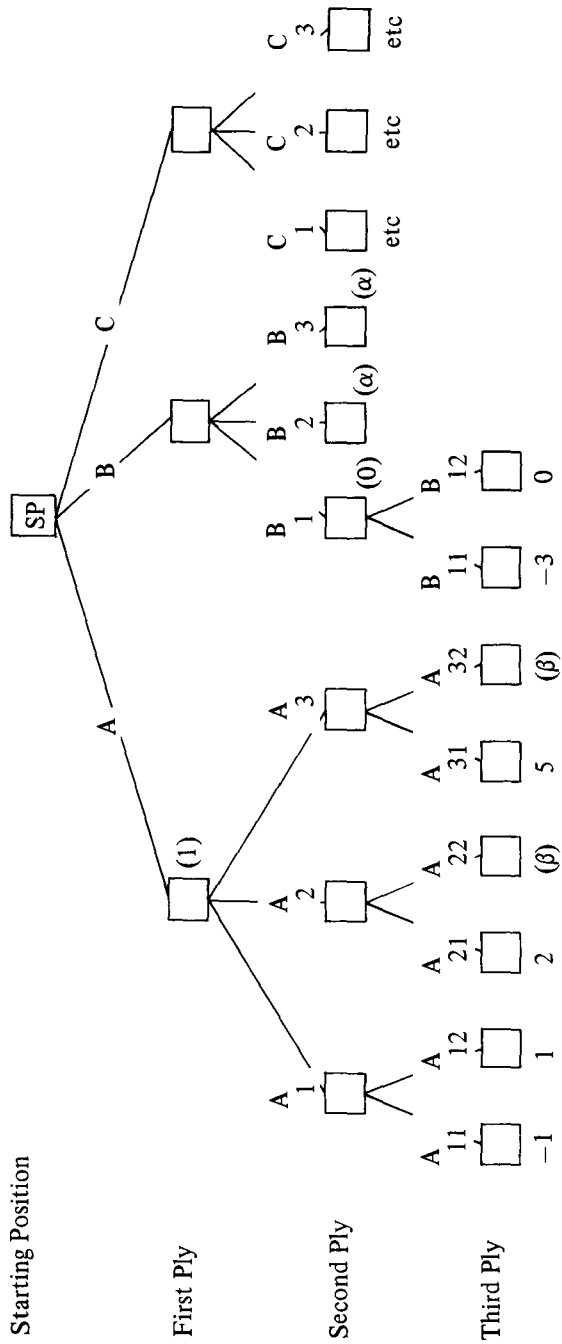 Starting Position
SP
A
B
C
First Ply
(1)
Second Ply
A 1
A 2
A 3
B 1
(0)
B 2
(α)
B 3
(α)
C 1
etc
C 2
etc
C 3
etc
Third Ply
A 11
A 12
A 21
A 22
A 31
A 32
B 11
B 12
−1
1
2
(β)
5
(β)
−3
0